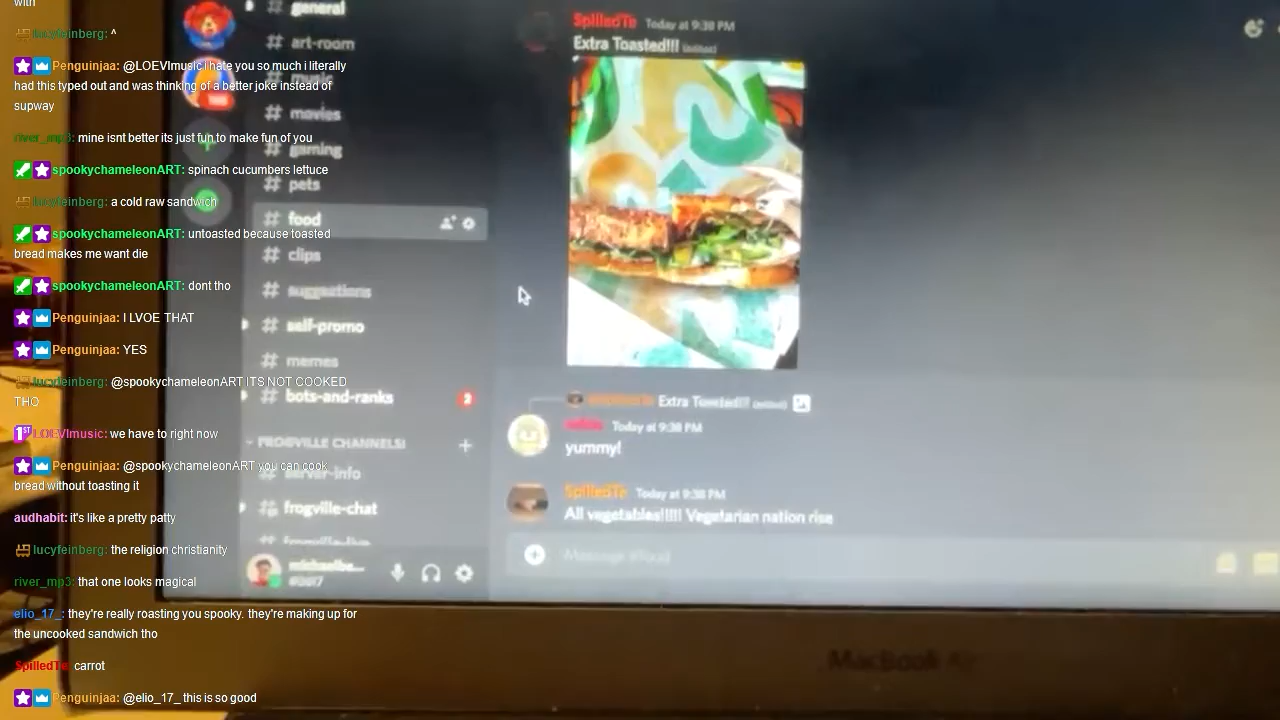 with
lucyfeinberg: ^
Penguinjaa: @LOEVImusic i hate you so much i literally
had this typed out and was thinking of a better joke instead of
supway
river_mp3: mine isnt better its just fun to make fun of you
spookychameleonART: spinach cucumbers lettuce
lucyfeinberg: a cold raw sandwich
spookychameleonART: untoasted because toasted
bread makes me want die
spookychameleonART: dont tho
Penguinjaa: I LVOE THAT
Penguinjaa: YES
lucyfeinberg: @spookychameleonART ITS NOT COOKED
THO
1ST LOEVImusic: we have to right now
Penguinjaa: @spookychameleonART you can cook
bread without toasting it
audhabit: it's like a pretty patty
lucyfeinberg: the religion christianity
river_mp3: that one looks magical
elio_17_: they're really roasting you spooky. they're making up for
the uncooked sandwich tho
SpilledTe: carrot
Penguinjaa: @elio_17_ this is so good
# general
# art-room
# music
# movies
# gaming
# pets
# food
# clips
# suggestions
# self-promo
# memes
# bots-and-ranks 2
FROGVILLE CHANNELS! +
# server-info
# frogville-chat
michaelbe...
SpilledTe Today at 9:38 PM
Extra Toasted!!! (edited)
Extra Toasted!!! (edited)
Today at 9:38 PM
yummy!
SpilledTe Today at 9:38 PM
All vegetables!!!!! Vegetarian nation rise
Message #food
MacBook Air